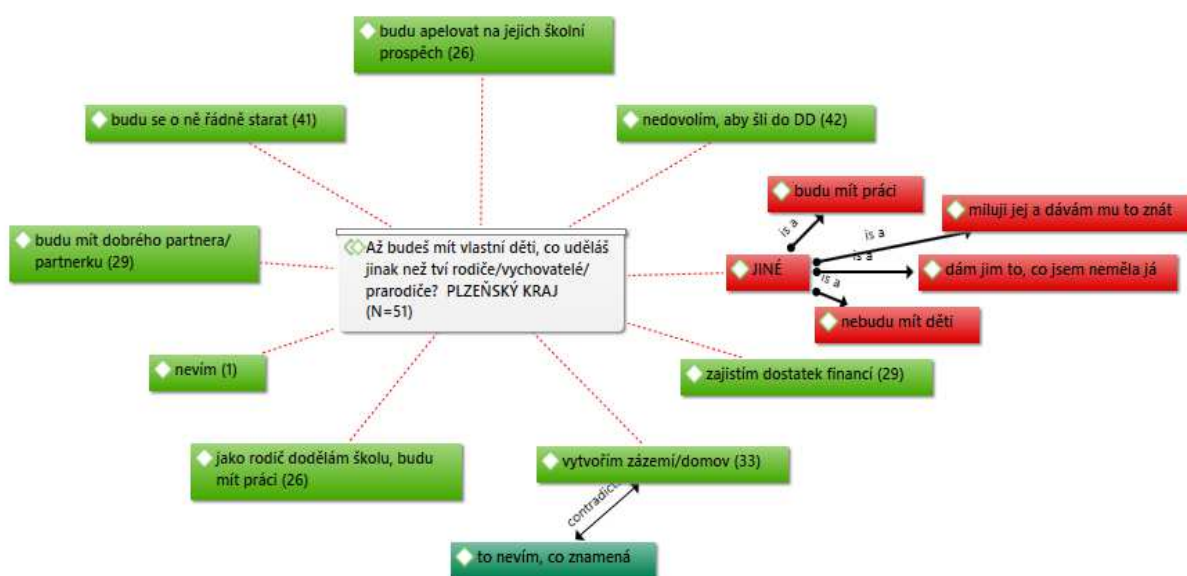 budu apelovat na jejich školní
prospěch (26)
budu se o ně řádně starat (41)
nedovolím, aby šli do DD (42)
budu mít práci
is a
miluji jej a dávám mu to znát
is a
budu mít dobrého partnera/
partnerku (29)
Až budeš mít vlastní děti, co uděláš
jinak než tví rodiče/vychovatelé/
prarodiče? PLZEŇSKÝ KRAJ
(N=51)
JINÉ
is a
dám jim to, co jsem neměla já
is a
nebudu mít děti
nevím (1)
zajistím dostatek financí (29)
jako rodič dodělám školu, budu
mít práci (26)
vytvořím zázemí/domov (33)
contradicts
to nevím, co znamená